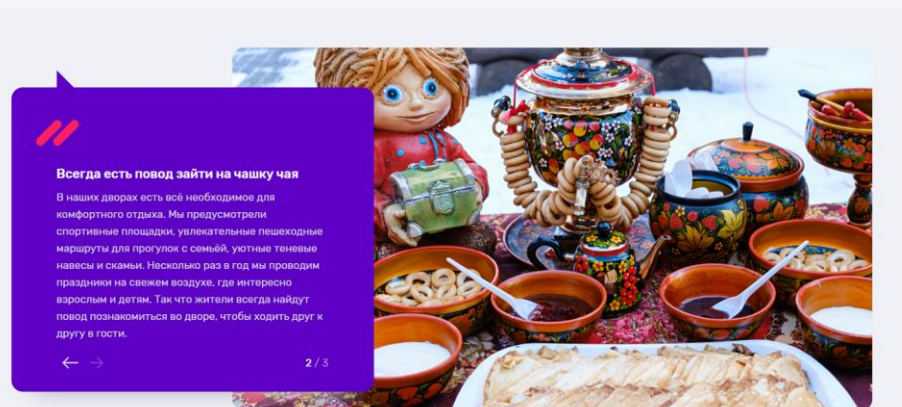 Всегда есть повод зайти на чашку чая
В наших дворах есть всё необходимое для
комфортного отдыха. Мы предусмотрели
спортивные площадки, увлекательные пешеходные
маршруты для прогулок с семьёй, уютные теневые
навесы и скамьи. Несколько раз в год мы проводим
праздники на свежем воздухе, где интересно
взрослым и детям. Так что жители всегда найдут
повод познакомиться во дворе, чтобы ходить друг к
другу в гости.
2 / 3